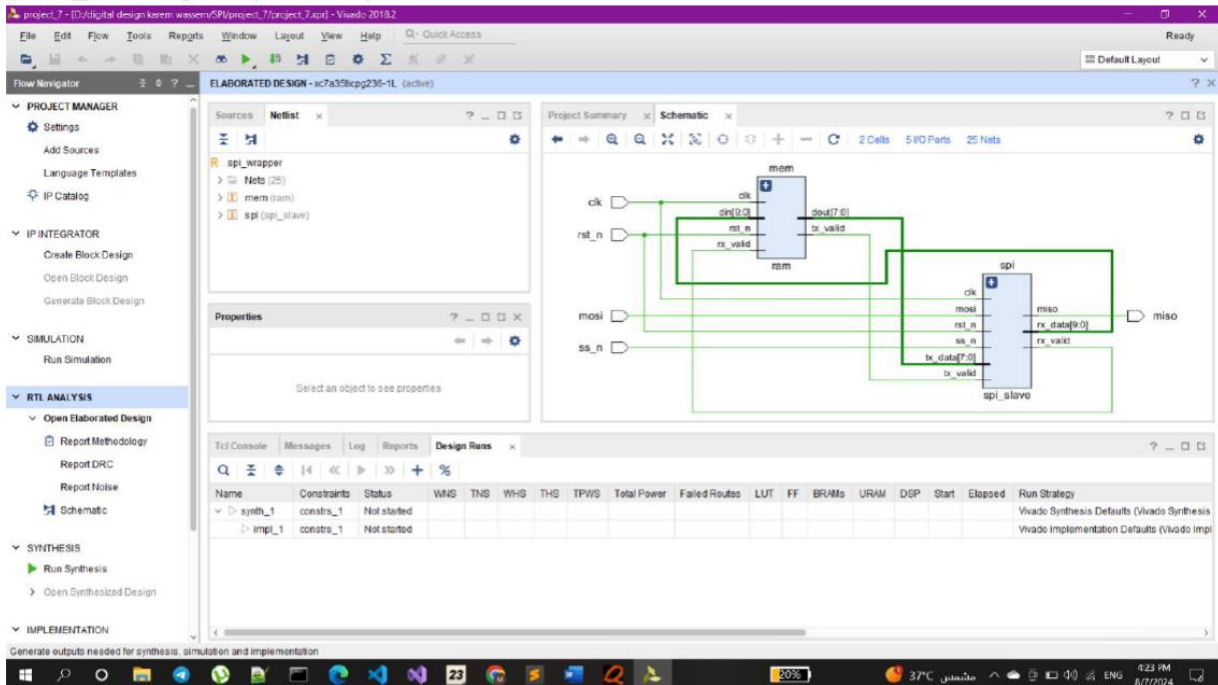 project_7 - [D:/digital design karem wassem/SPI/project_7/project_7.xpr] - Vivado 2018.2
File Edit Flow Tools Reports Window Layout View Help Quick Access
Ready
Default Layout
Flow Navigator
ELABORATED DESIGN - xc7a35ticpg236-1L (active)
PROJECT MANAGER
Settings
Add Sources
Language Templates
IP Catalog
IP INTEGRATOR
Create Block Design
Open Block Design
Generate Block Design
SIMULATION
Run Simulation
RTL ANALYSIS
Open Elaborated Design
Report Methodology
Report DRC
Report Noise
Schematic
SYNTHESIS
Run Synthesis
Open Synthesized Design
IMPLEMENTATION
Sources Netlist
spi_wrapper
Nets (25)
mem (ram)
spi (spi_slave)
Properties
Select an object to see properties
Project Summary Schematic
2 Cells 5 I/O Ports 25 Nets
mem
clk
din[9:0]
rst_n
rx_valid
dout[7:0]
tx_valid
ram
clk
rst_n
mosi
ss_n
spi
clk
mosi
rst_n
ss_n
tx_data[7:0]
tx_valid
miso
rx_data[9:0]
rx_valid
spi_slave
miso
Tcl Console Messages Log Reports Design Runs
Name Constraints Status WNS TNS WHS THS TPWS Total Power Failed Routes LUT FF BRAMs URAM DSP Start Elapsed Run Strategy
synth_1 constrs_1 Not started Vivado Synthesis Defaults (Vivado Synthesis
impl_1 constrs_1 Not started Vivado Implementation Defaults (Vivado Impl
Generate outputs needed for synthesis, simulation and implementation
23
20%
37°C مشمس
ENG
4:23 PM
8/7/2024